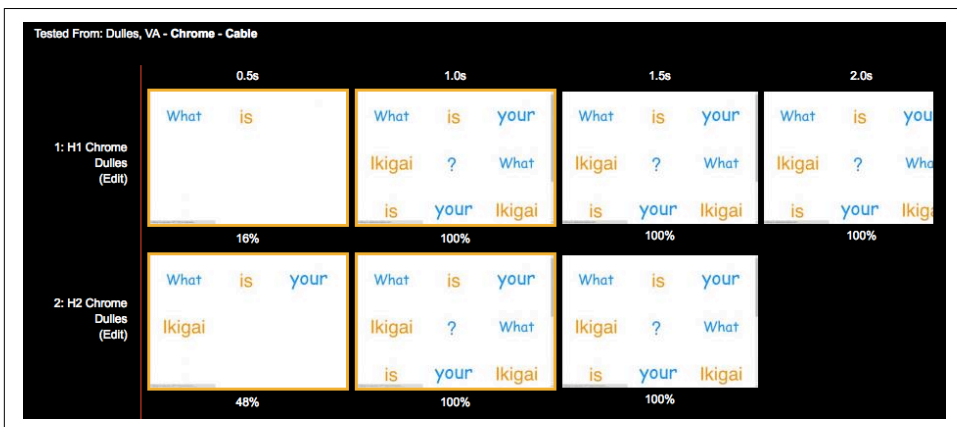 Tested From: Dulles, VA - Chrome - Cable
0.5s 1.0s 1.5s 2.0s
1: H1 Chrome
Dulles
(Edit)
What is
What is your
Ikigai ? What
is your Ikigai
What is your
Ikigai ? What
is your Ikigai
What is you
Ikigai ? Wha
is your Ikig
16% 100% 100% 100%
2: H2 Chrome
Dulles
(Edit)
What is your
Ikigai
What is your
Ikigai ? What
is your Ikigai
What is your
Ikigai ? What
is your Ikigai
48% 100% 100%